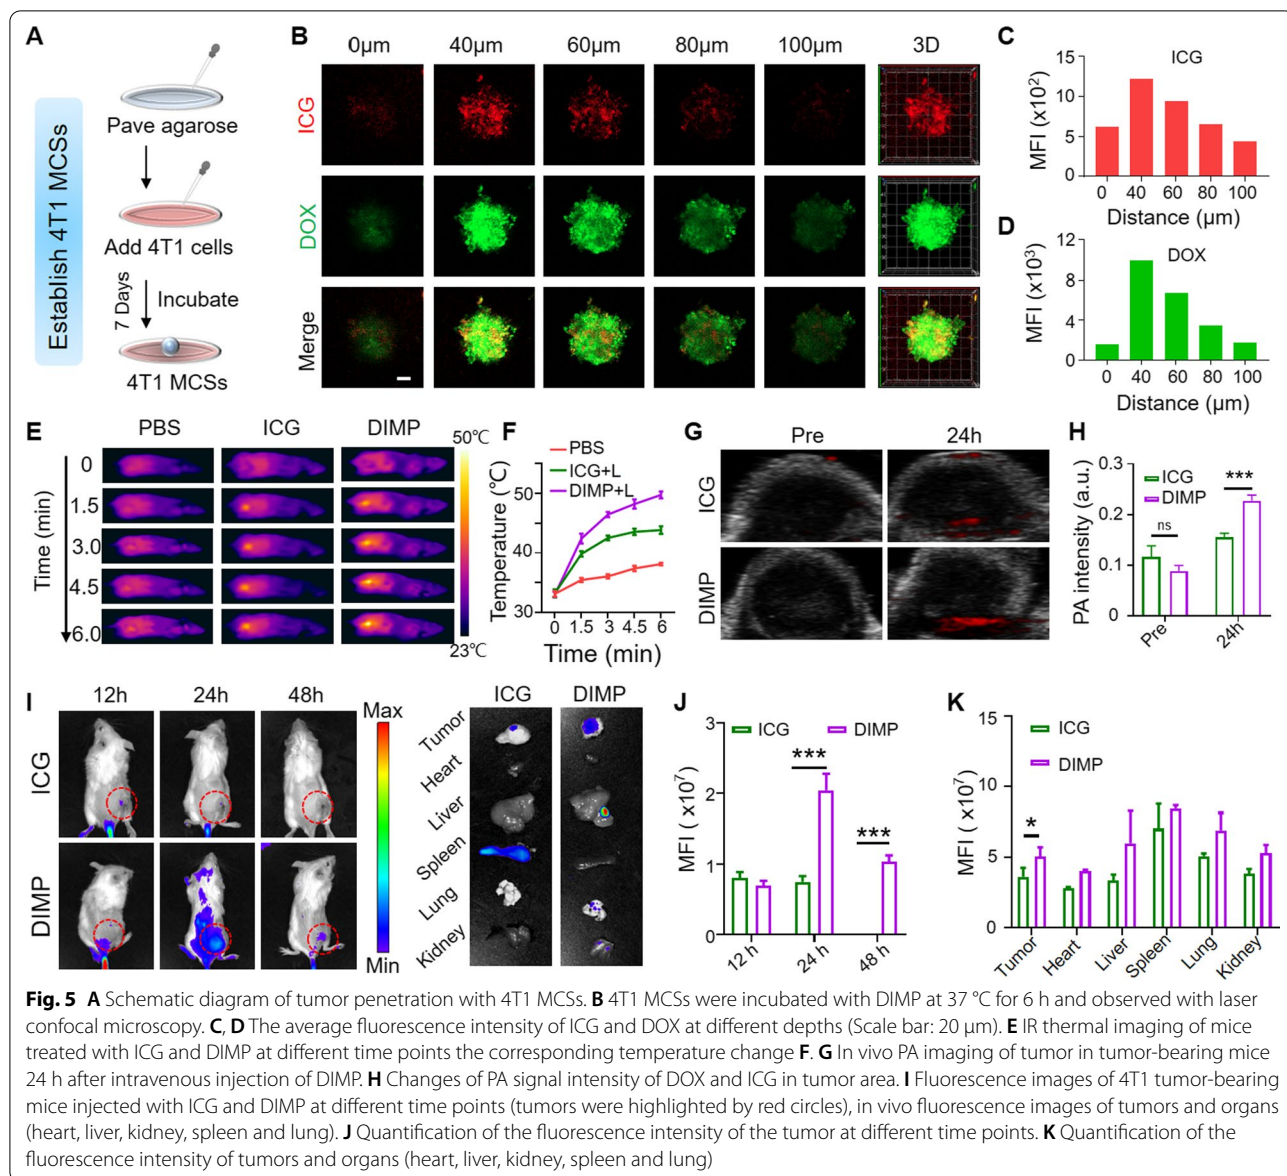 A
Establish 4T1 MCSs
Pave agarose
Add 4T1 cells
7 Days
Incubate
4T1 MCSs
B
0µm 40µm 60µm 80µm 100µm 3D
ICG
DOX
Merge
C
ICG
MFI (x10²)
15
10
5
0
0 40 60 80 100
Distance (µm)
D
DOX
MFI (x10³)
12
8
4
0
0 40 60 80 100
Distance (µm)
E
PBS ICG DIMP
Time (min)
0
1.5
3.0
4.5
6.0
50℃
23℃
F
PBS
ICG+L
DIMP+L
Temperature (℃)
50
40
30
0 1.5 3 4.5 6
Time (min)
G
Pre 24h
ICG
DIMP
H
PA intensity (a.u.)
0.3
0.2
0.1
0.0
ICG
DIMP
ns
***
Pre 24h
I
12h 24h 48h
ICG
DIMP
Max
Min
ICG DIMP
Tumor
Heart
Liver
Spleen
Lung
Kidney
J
MFI ( x10⁷)
3
2
1
0
ICG DIMP
***
***
12 h 24 h 48 h
K
MFI ( x10⁷)
15
10
5
0
ICG
DIMP
*
Tumor Heart Liver Spleen Lung Kidney
Fig. 5 A Schematic diagram of tumor penetration with 4T1 MCSs. B 4T1 MCSs were incubated with DIMP at 37 °C for 6 h and observed with laser
confocal microscopy. C, D The average fluorescence intensity of ICG and DOX at different depths (Scale bar: 20 µm). E IR thermal imaging of mice
treated with ICG and DIMP at different time points the corresponding temperature change F. G In vivo PA imaging of tumor in tumor-bearing mice
24 h after intravenous injection of DIMP. H Changes of PA signal intensity of DOX and ICG in tumor area. I Fluorescence images of 4T1 tumor-bearing
mice injected with ICG and DIMP at different time points (tumors were highlighted by red circles), in vivo fluorescence images of tumors and organs
(heart, liver, kidney, spleen and lung). J Quantification of the fluorescence intensity of the tumor at different time points. K Quantification of the
fluorescence intensity of tumors and organs (heart, liver, kidney, spleen and lung)